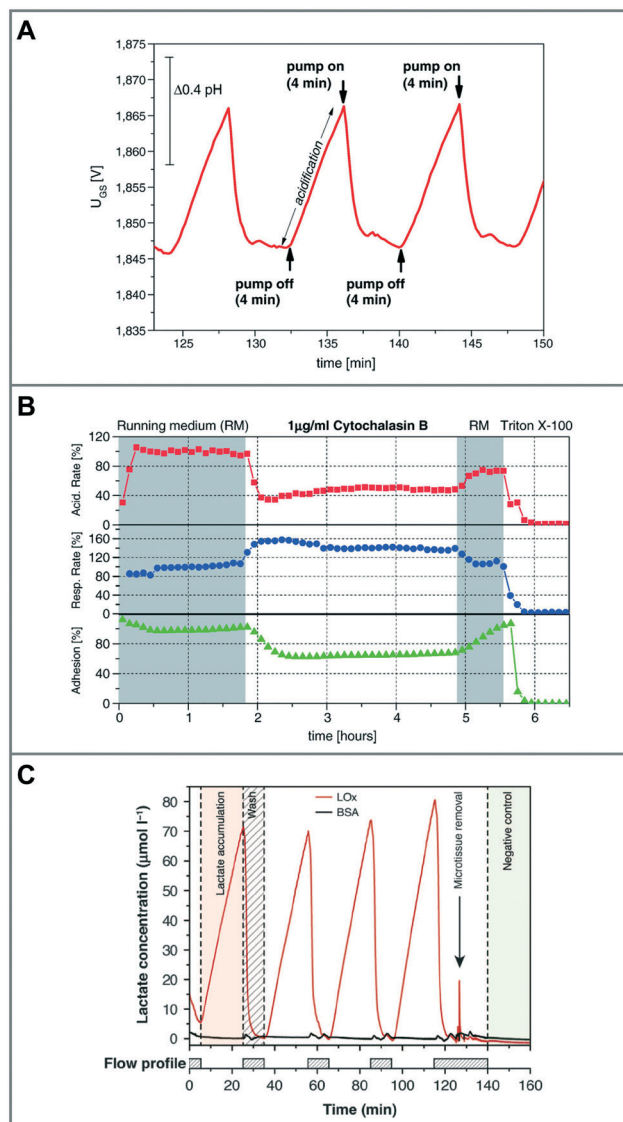 A
1,875
1,870
1,865
1,860
1,855
1,850
1,845
1,840
1,835
U_GS [V]
Δ0.4 pH
pump on
(4 min)
pump on
(4 min)
acidification
pump off
(4 min)
pump off
(4 min)
125 130 135 140 145 150
time [min]
B
Running medium (RM) 1µg/ml Cytochalasin B RM Triton X-100
Acid. Rate [%]
120
80
40
0
Resp. Rate [%]
160
120
80
40
0
Adhesion [%]
80
40
0
0 1 2 3 4 5 6
time [hours]
C
Lactate concentration (µmol l⁻¹)
80
70
60
50
40
30
20
10
0
Lactate accumulation
Wash
LOx
BSA
Microtissue removal
Negative control
Flow profile
0 20 40 60 80 100 120 140 160
Time (min)